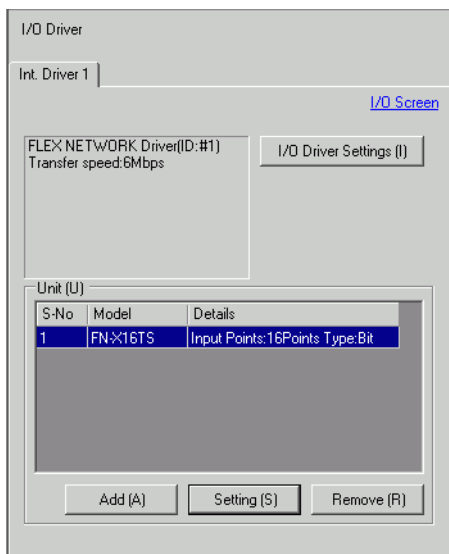 I/O Driver
Int. Driver 1
I/O Screen
FLEX NETWORK Driver(ID:#1)
Transfer speed:6Mbps
I/O Driver Settings (I)
Unit (U)
S-No Model Details
1 FN-X16TS Input Points:16Points Type:Bit
Add (A) Setting (S) Remove (R)